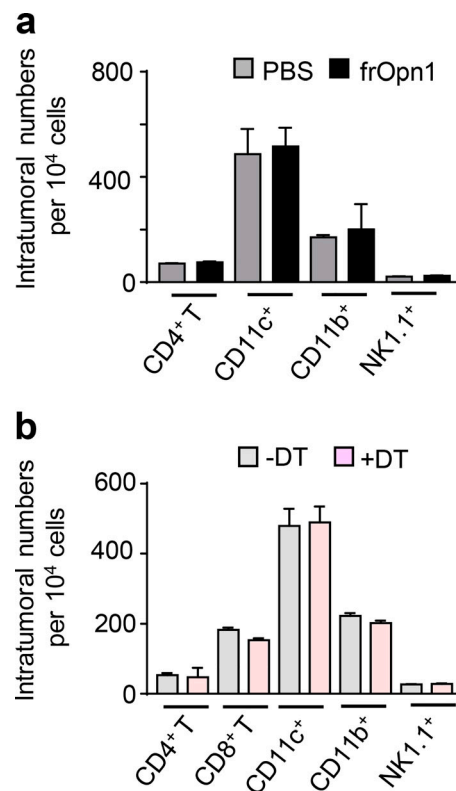 a
PBS frOpn1
Intratumoral numbers
per 10⁴ cells
800
400
0
CD4⁺ T
CD11c⁺
CD11b⁺
NK1.1⁺
b
-DT +DT
Intratumoral numbers
per 10⁴ cells
600
400
200
0
CD4⁺ T
CD8⁺ T
CD11c⁺
CD11b⁺
NK1.1⁺